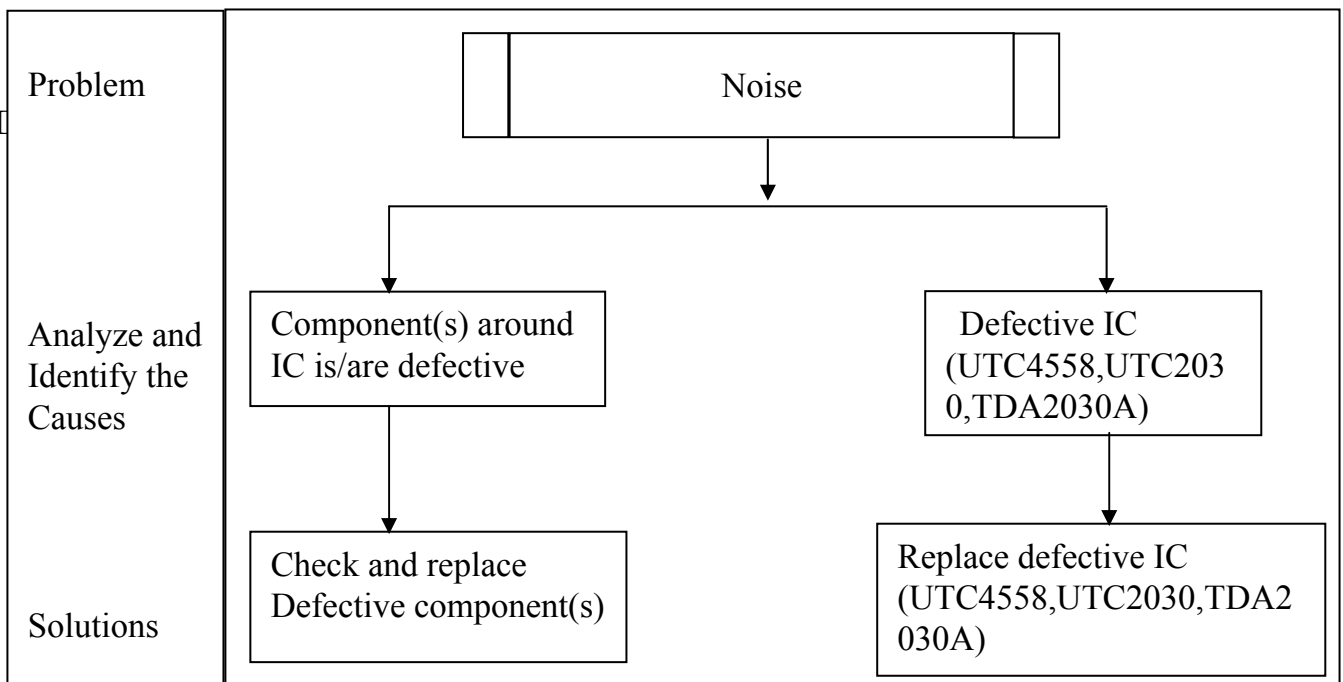 Problem
Noise
Analyze and
Identify the
Causes
Component(s) around
IC is/are defective
Defective IC
(UTC4558,UTC203
0,TDA2030A)
Solutions
Check and replace
Defective component(s)
Replace defective IC
(UTC4558,UTC2030,TDA2
030A)